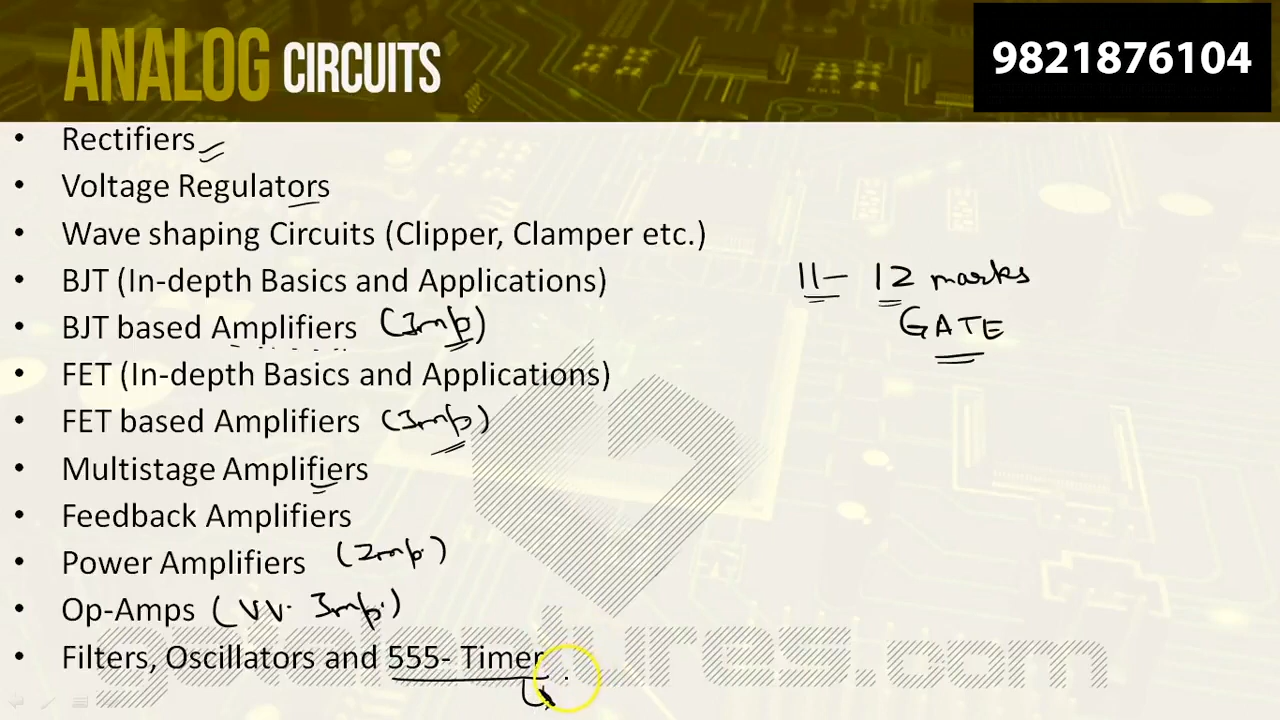 ANALOG CIRCUITS
9821876104
• Rectifiers
• Voltage Regulators
• Wave shaping Circuits (Clipper, Clamper etc.)
• BJT (In-depth Basics and Applications)
11- 12 marks
• BJT based Amplifiers (Imp)
GATE
• FET (In-depth Basics and Applications)
• FET based Amplifiers (Imp)
• Multistage Amplifiers
• Feedback Amplifiers
• Power Amplifiers (Imp.)
• Op-Amps (VV. Imp.)
• Filters, Oscillators and 555- Timer